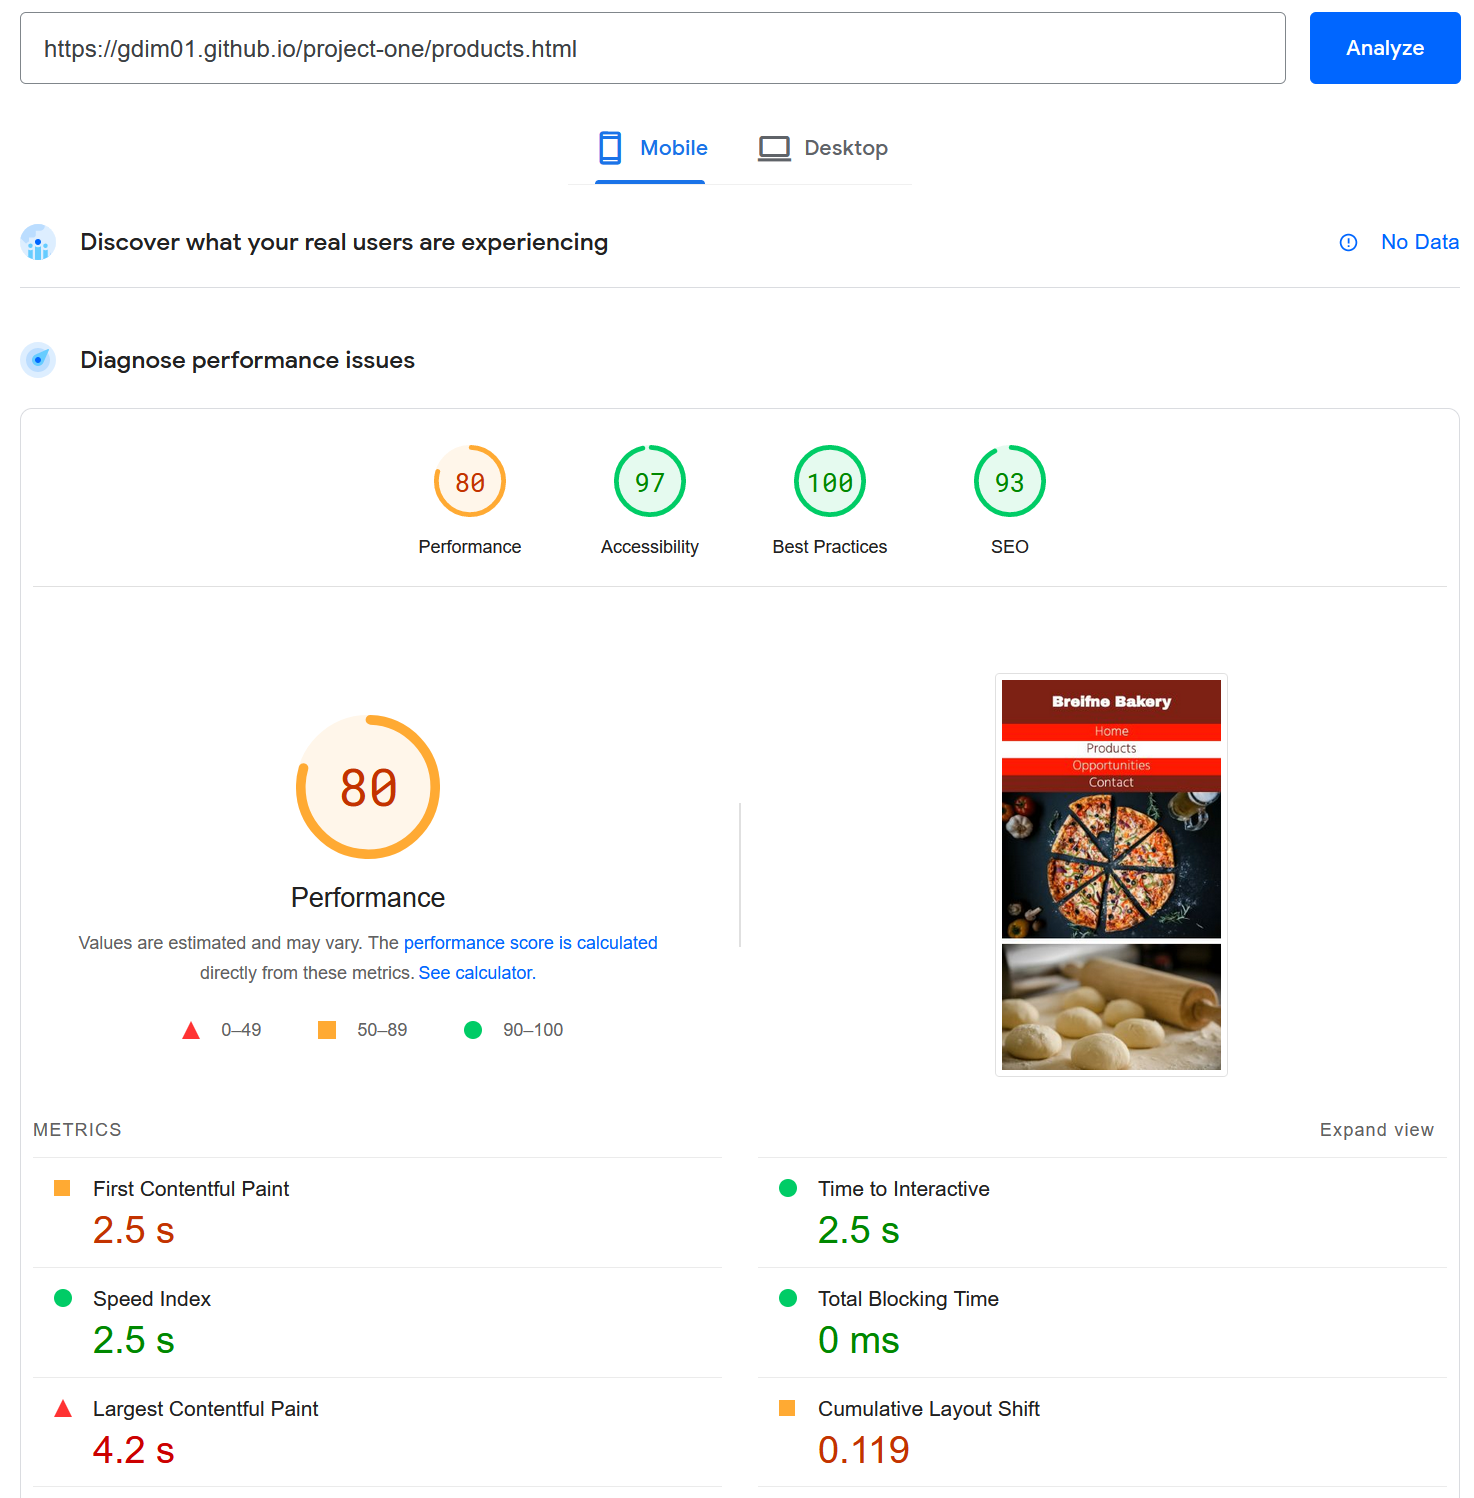 https://gdim01.github.io/project-one/products.html
Analyze
Mobile
Desktop
Discover what your real users are experiencing
No Data
Diagnose performance issues
80
97
100
93
Performance
Accessibility
Best Practices
SEO
80
Performance
Values are estimated and may vary. The performance score is calculated
directly from these metrics. See calculator.
0–49
50–89
90–100
Breifne Bakery
Home
Products
Opportunities
Contact
METRICS
Expand view
First Contentful Paint
2.5 s
Time to Interactive
2.5 s
Speed Index
2.5 s
Total Blocking Time
0 ms
Largest Contentful Paint
4.2 s
Cumulative Layout Shift
0.119